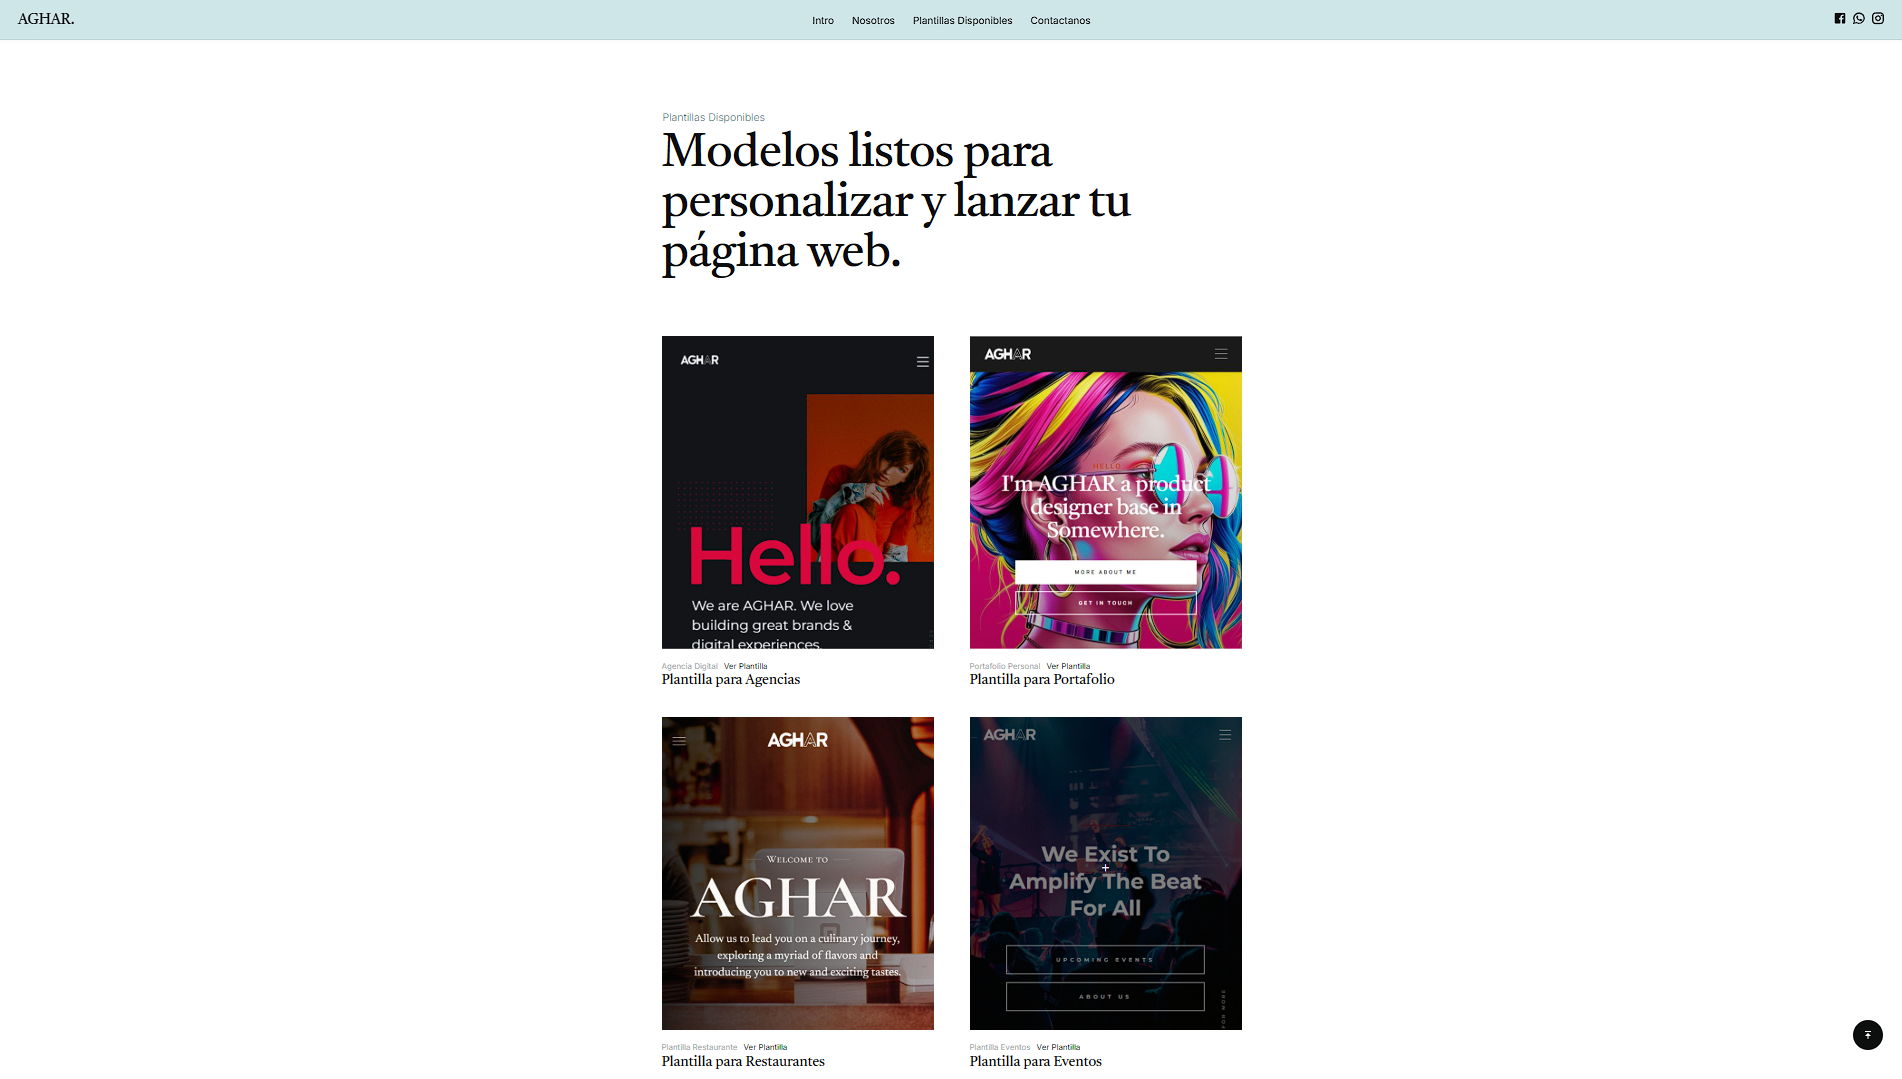 AGHAR.
Intro Nosotros Plantillas Disponibles Contactanos
Plantillas Disponibles
Modelos listos para
personalizar y lanzar tu
página web.
AGHAR
Hello.
We are AGHAR. We love
building great brands &
digital experiences.
Agencia Digital Ver Plantilla
Plantilla para Agencias
AGHAR
HELLO
I'm AGHAR a product
designer base in
Somewhere.
MORE ABOUT ME
GET IN TOUCH
Portafolio Personal Ver Plantilla
Plantilla para Portafolio
AGHAR
WELCOME TO
AGHAR
Allow us to lead you on a culinary journey,
exploring a myriad of flavors and
introducing you to new and exciting tastes.
Plantilla Restaurante Ver Plantilla
Plantilla para Restaurantes
AGHAR
We Exist To
Amplify The Beat
For All
UPCOMING EVENTS
ABOUT US
FOR MORE
Plantilla Eventos Ver Plantilla
Plantilla para Eventos